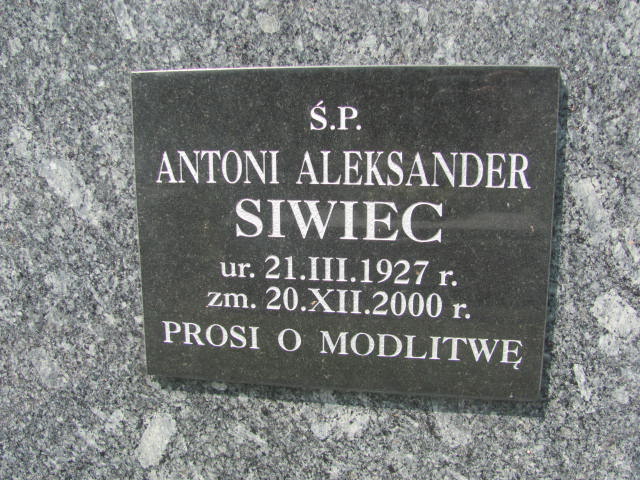 Ś.P.
ANTONI ALEKSANDER
SIWIEC
ur. 21.III.1927 r.
zm. 20.XII.2000 r.
PROSI O MODLITWĘ